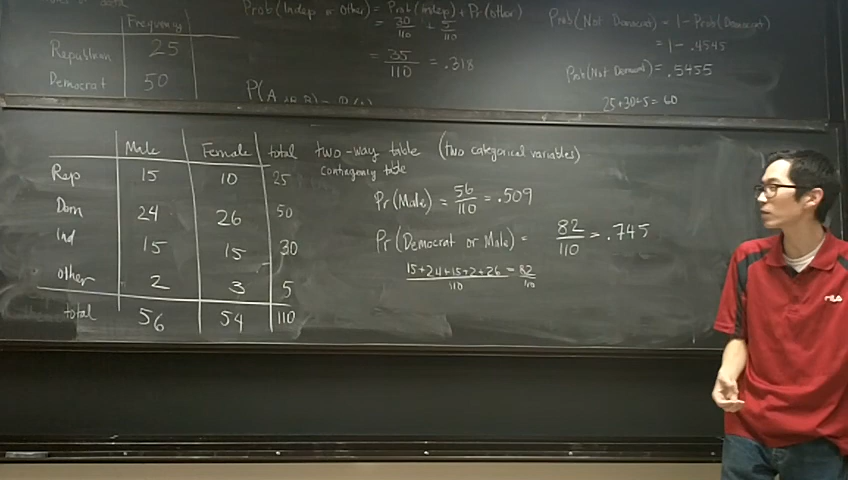 Frequency
Republican 25
Democrat 50
Prob(Indep or other) = Prob(indep) + Pr(other)
= 30/110 + 5/110
= 35/110 = .318
P(A or B) =
Prob(Not Democrat) = 1 - Prob(Democrat)
= 1 - .4545
Prob(Not Democrat) = .5455
25+30+5=60
Male Female total
Rep 15 10 25
Dem 24 26 50
Ind 15 15 30
other 2 3 5
total 56 54 110
two-way table (two categorical variables)
contingency table
Pr(Male) = 56/110 = .509
Pr(Democrat or Male) = 82/110 = .745
15+24+15+2+26/110 = 82/110